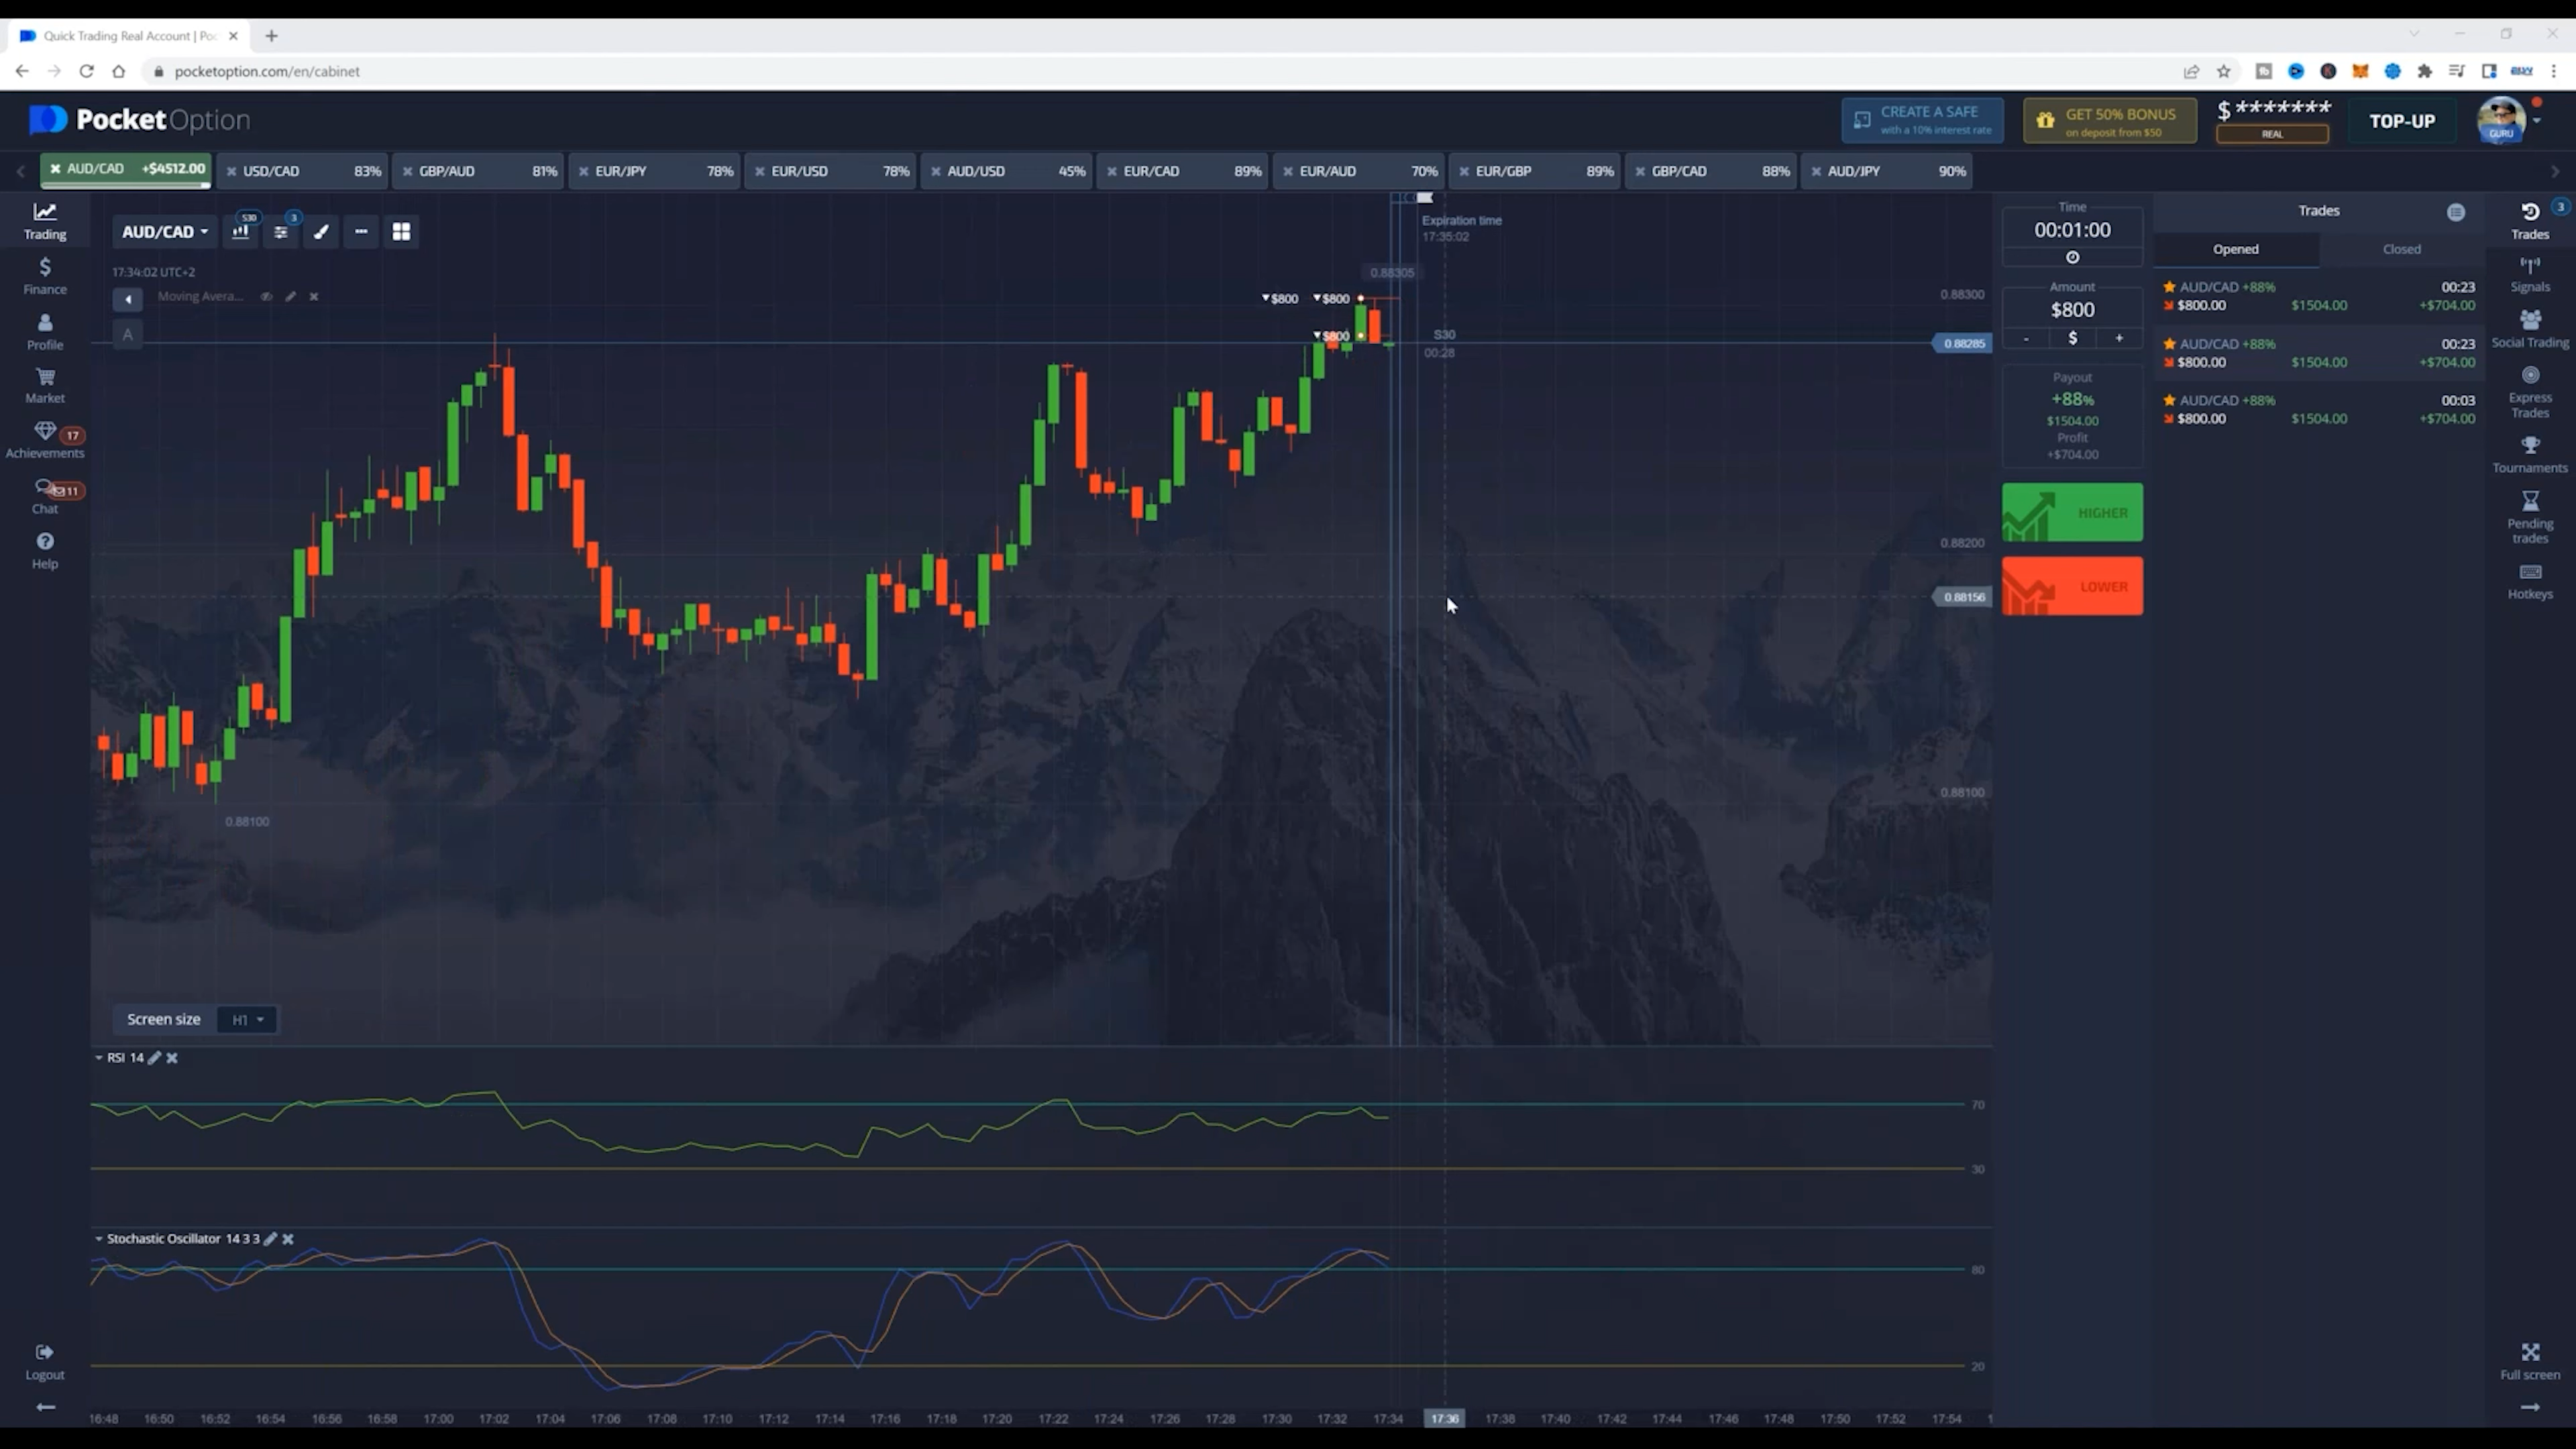 Quick Trading Real Account | Poc
pocketoption.com/en/cabinet
PocketOption
CREATE A SAFE
with a 10% interest rate
GET 50% BONUS
on deposit from $50
$*******
REAL
TOP-UP
GURU
AUD/CAD +$4512.00
USD/CAD 83%
GBP/AUD 81%
EUR/JPY 78%
EUR/USD 78%
AUD/USD 45%
EUR/CAD 89%
EUR/AUD 70%
EUR/GBP 89%
GBP/CAD 88%
AUD/JPY 90%
Trading
Finance
Profile
Market
17
Achievements
11
Chat
Help
Logout
AUD/CAD
S30
3
17:34:02 UTC+2
Moving Avera...
A
Expiration time
17:35:02
0.88305
$800 $800
$800
S30
00:28
0.88300
0.88285
0.88200
0.88156
0.88100
0.88100
Screen size H1
RSI 14
70
30
Stochastic Oscillator 14 3 3
80
20
16:48 16:50 16:52 16:54 16:56 16:58 17:00 17:02 17:04 17:06 17:08 17:10 17:12 17:14 17:16 17:18 17:20 17:22 17:24 17:26 17:28 17:30 17:32 17:34 17:36 17:38 17:40 17:42 17:44 17:46 17:48 17:50 17:52 17:54
Time
00:01:00
Amount
$800
- $ +
Payout
+88%
$1504.00
Profit
+$704.00
HIGHER
LOWER
Trades
Opened Closed
AUD/CAD +88% 00:23
$800.00 $1504.00 +$704.00
AUD/CAD +88% 00:23
$800.00 $1504.00 +$704.00
AUD/CAD +88% 00:03
$800.00 $1504.00 +$704.00
3
Trades
Signals
Social Trading
Express
Trades
Tournaments
Pending
trades
Hotkeys
Full screen